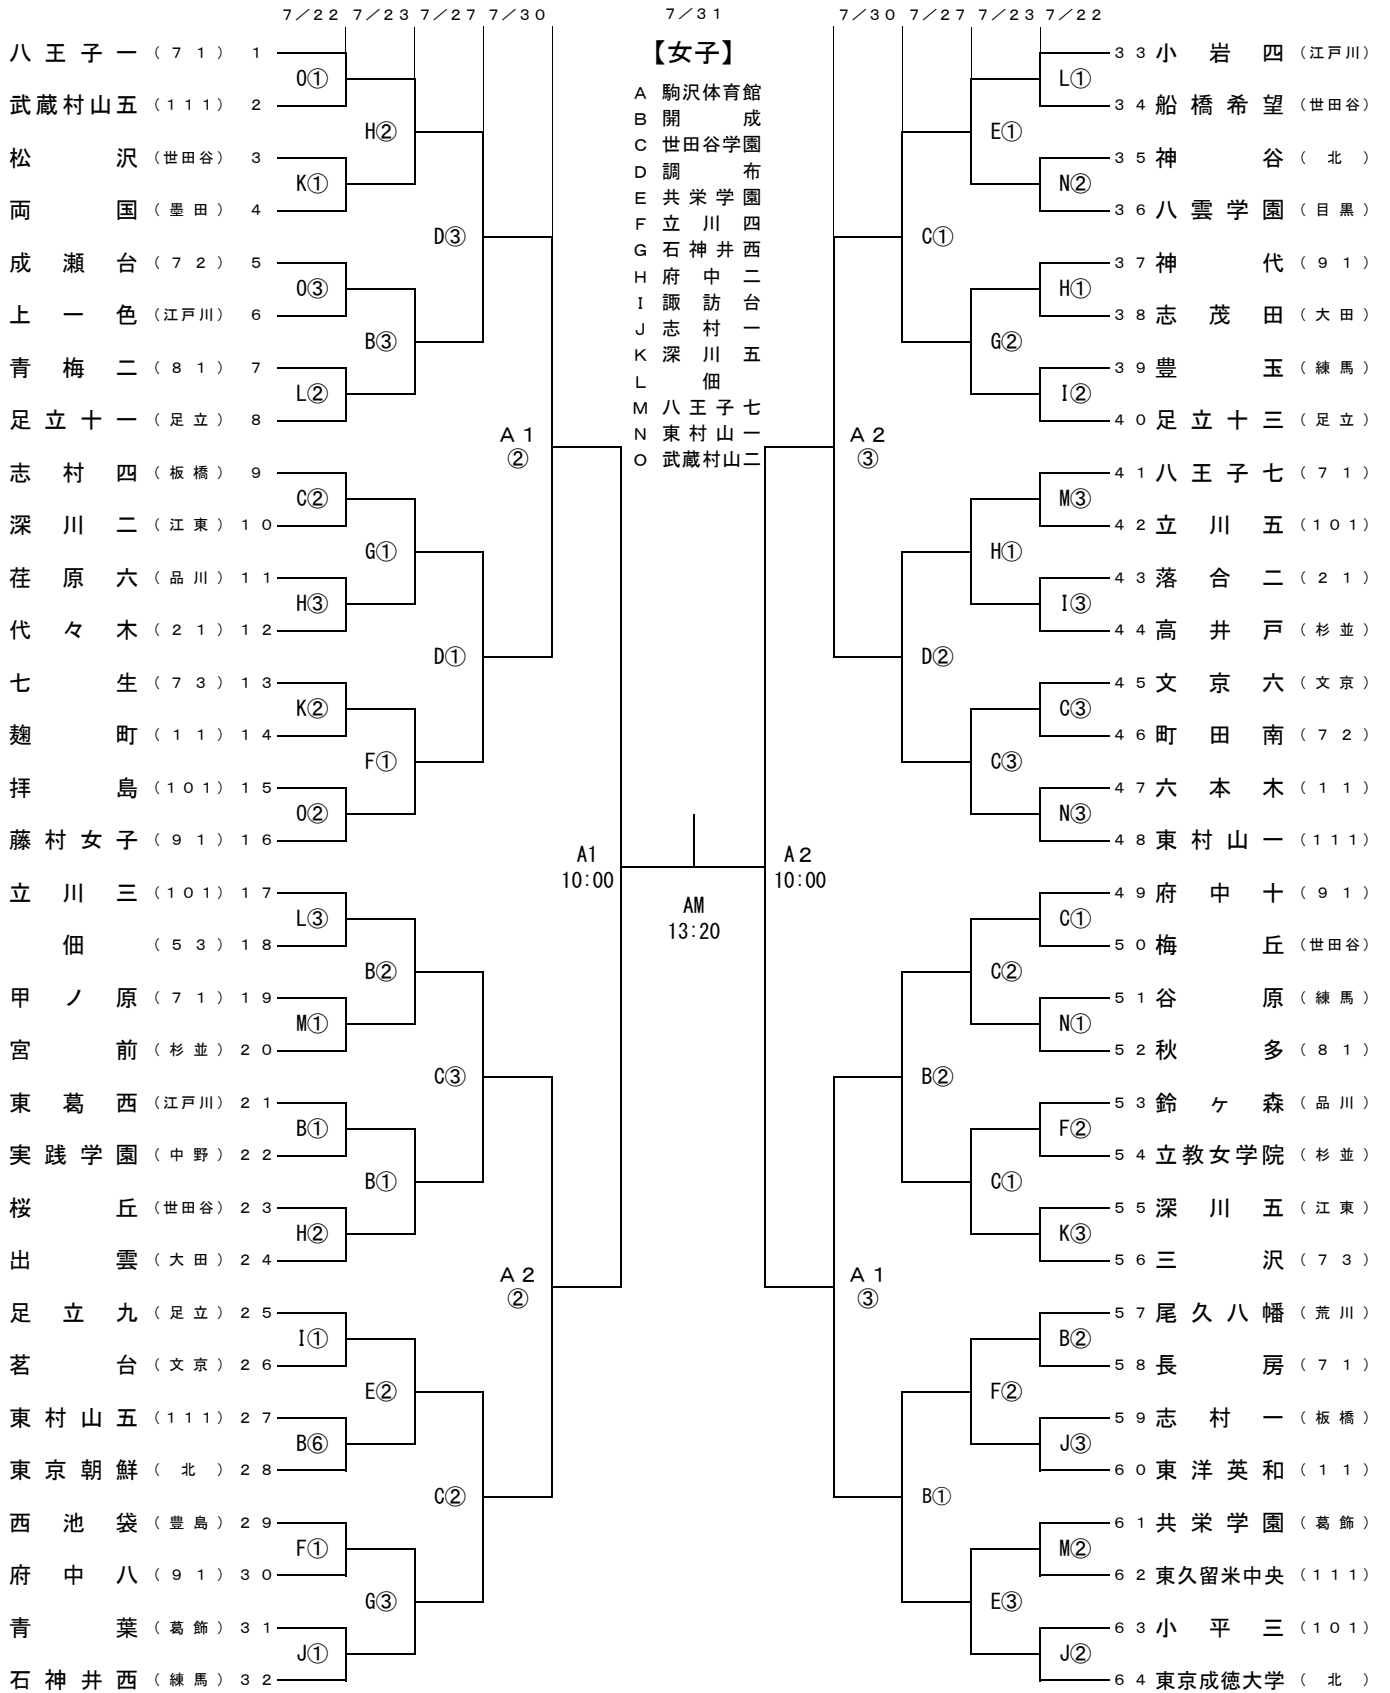 ７／２２ ７／２３ ７／２７ ７／３０ ７／３１ ７／３０ ７／２７ ７／２３ ７／２２
【女子】
A 駒沢体育館
B 開成
C 世田谷学園
D 調布
E 共栄学園
F 立川四
G 石神井西
H 府中二
I 諏訪台
J 志村一
K 深川五
L 佃
M 八王子七
N 東村山一
O 武蔵村山二
八王子一 （７１） 1
武蔵村山五 （１１１） 2
松沢 （世田谷） 3
両国 （墨田） 4
成瀬台 （７２） 5
上一色 （江戸川） 6
青梅二 （８１） 7
足立十一 （足立） 8
志村四 （板橋） 9
深川二 （江東） 10
荏原六 （品川） 11
代々木 （２１） 12
七生 （７３） 13
麹町 （１１） 14
拝島 （１０１） 15
藤村女子 （９１） 16
立川三 （１０１） 17
佃 （５３） 18
甲ノ原 （７１） 19
宮前 （杉並） 20
東葛西 （江戸川） 21
実践学園 （中野） 22
桜丘 （世田谷） 23
出雲 （大田） 24
足立九 （足立） 25
茗台 （文京） 26
東村山五 （１１１） 27
東京朝鮮 （北） 28
西池袋 （豊島） 29
府中八 （９１） 30
青葉 （葛飾） 31
石神井西 （練馬） 32
O①
K①
O③
L②
C②
H③
K②
O②
L③
M①
B①
H②
I①
B⑥
F①
J①
H②
B③
G①
F①
B②
B①
E②
G③
D③
D①
C③
C②
A１
②
A２
②
A1
10:00
AM
13:20
A２
10:00
A２
③
A１
③
C①
D②
B②
B①
E①
G②
H①
C③
C②
C①
F②
E③
L①
N②
H①
I②
M③
I③
C③
N③
C①
N①
F②
K③
B②
J③
M②
J②
33 小岩四 （江戸川）
34 船橋希望 （世田谷）
35 神谷 （北）
36 八雲学園 （目黒）
37 神代 （９１）
38 志茂田 （大田）
39 豊玉 （練馬）
40 足立十三 （足立）
41 八王子七 （７１）
42 立川五 （１０１）
43 落合二 （２１）
44 高井戸 （杉並）
45 文京六 （文京）
46 町田南 （７２）
47 六本木 （１１）
48 東村山一 （１１１）
49 府中十 （９１）
50 梅丘 （世田谷）
51 谷原 （練馬）
52 秋多 （８１）
53 鈴ヶ森 （品川）
54 立教女学院 （杉並）
55 深川五 （江東）
56 三沢 （７３）
57 尾久八幡 （荒川）
58 長房 （７１）
59 志村一 （板橋）
60 東洋英和 （１１）
61 共栄学園 （葛飾）
62 東久留米中央 （１１１）
63 小平三 （１０１）
64 東京成徳大学 （北）